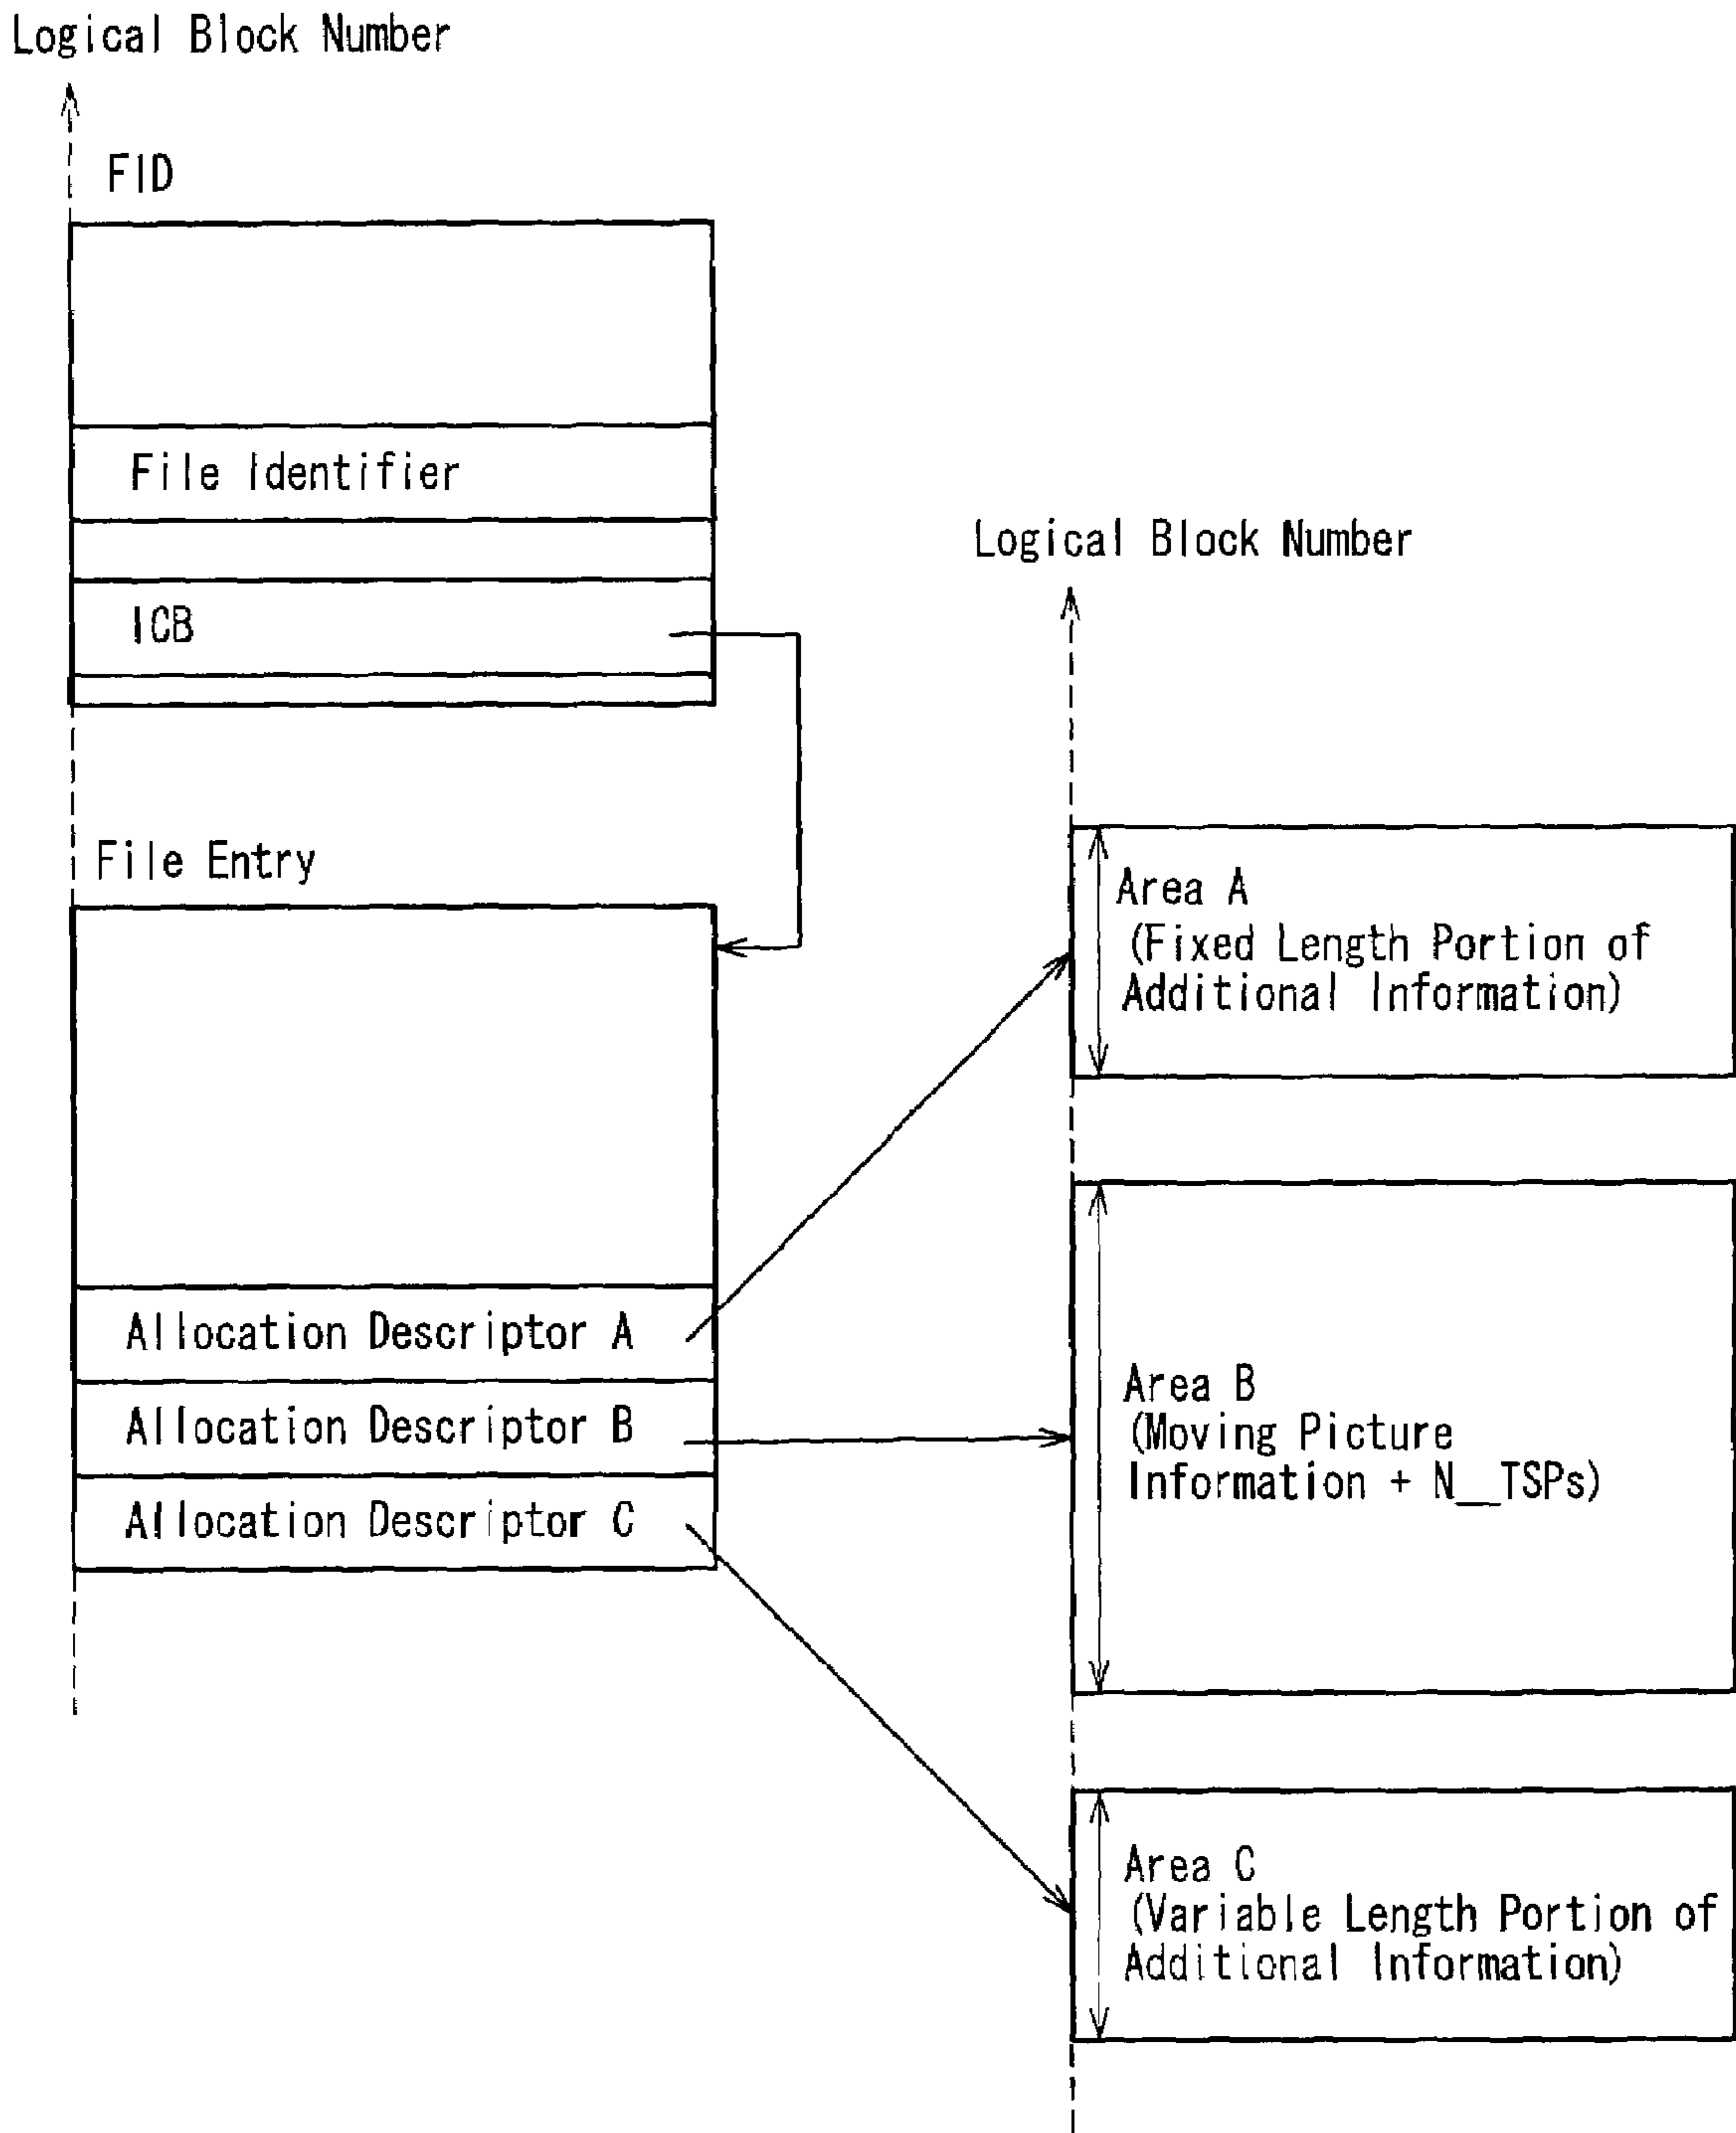 Logical Block Number
FID
File Identifier
ICB
File Entry
Allocation Descriptor A
Allocation Descriptor B
Allocation Descriptor C
Logical Block Number
Area A
(Fixed Length Portion of
Additional Information)
Area B
(Moving Picture
Information + N__TSPs)
Area C
(Variable Length Portion of
Additional Information)